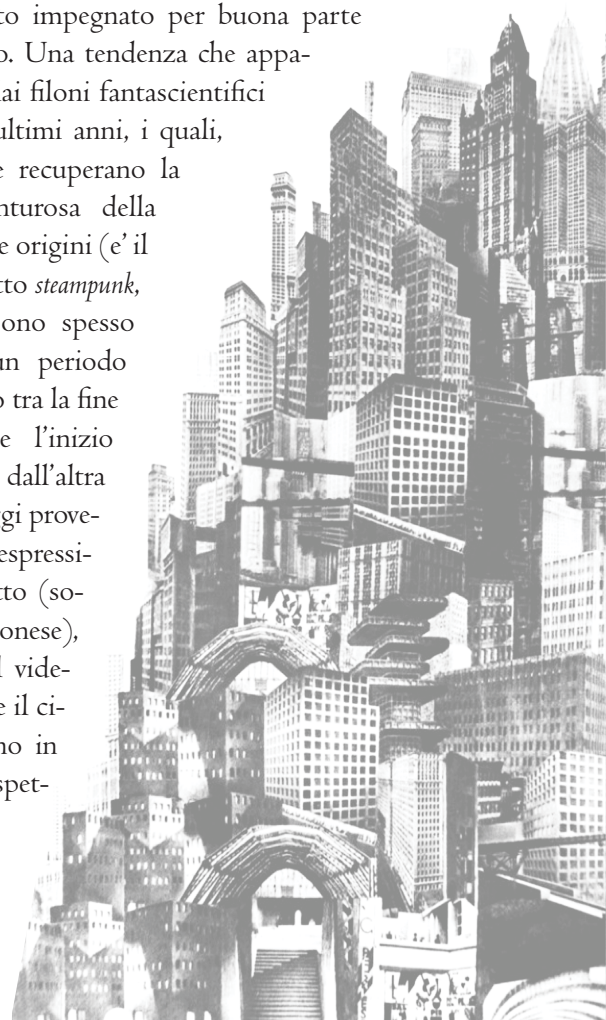 to impegnato per buona parte
o. Una tendenza che appa-
ai filoni fantascientifici
ultimi anni, i quali,
e recuperano la
nturosa della
e origini (e’ il
tto steampunk,
ono spesso
un periodo
o tra la fine
e l’inizio
dall’altra
ggi prove-
espressi-
tto (so-
onese),
l vide-
e il ci-
no in
spet-